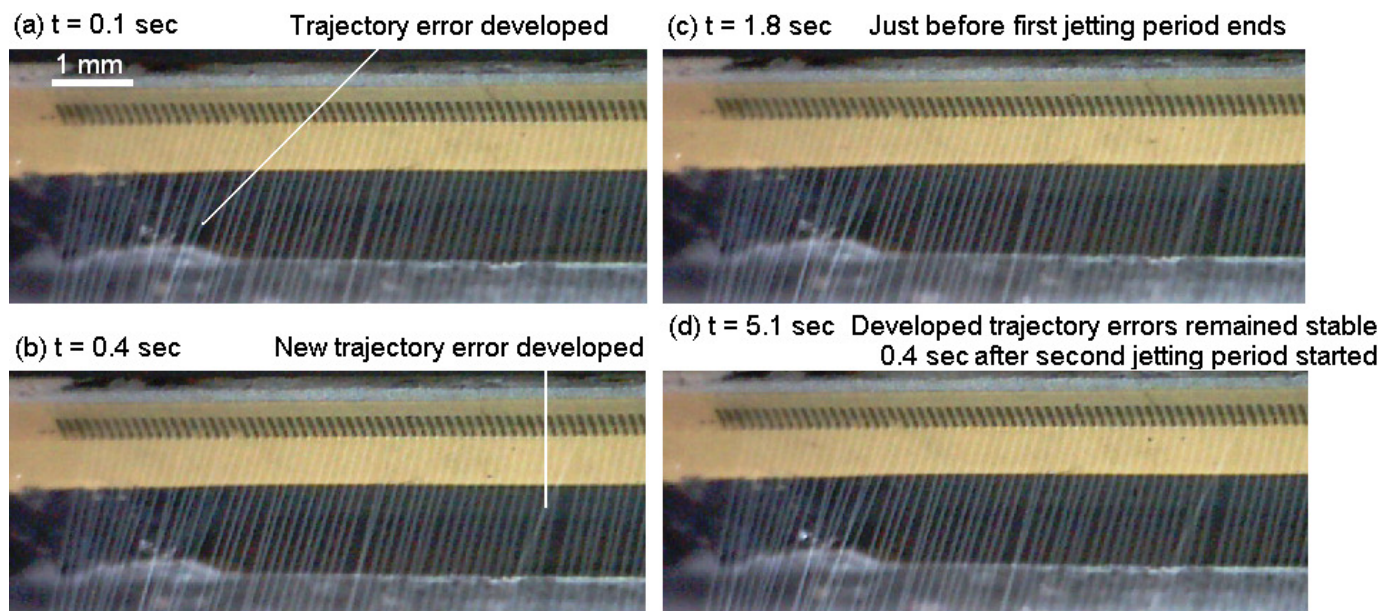 (a) t = 0.1 sec Trajectory error developed
1 mm
(b) t = 0.4 sec New trajectory error developed
(c) t = 1.8 sec Just before first jetting period ends
(d) t = 5.1 sec Developed trajectory errors remained stable
0.4 sec after second jetting period started